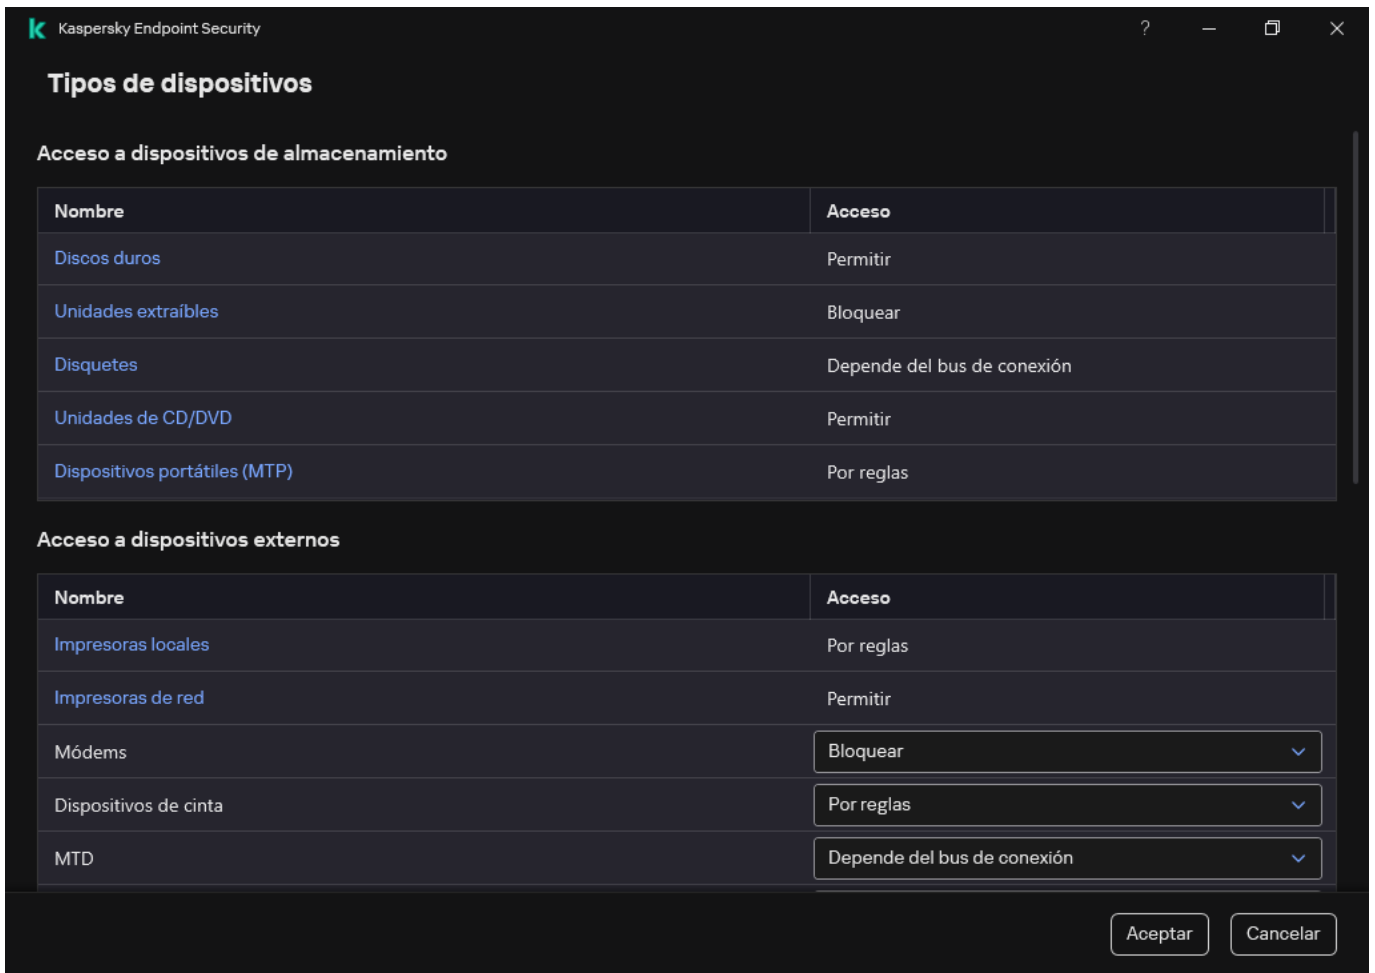 Kaspersky Endpoint Security
?
Tipos de dispositivos
Acceso a dispositivos de almacenamiento
Nombre Acceso
Discos duros Permitir
Unidades extraíbles Bloquear
Disquetes Depende del bus de conexión
Unidades de CD/DVD Permitir
Dispositivos portátiles (MTP) Por reglas
Acceso a dispositivos externos
Nombre Acceso
Impresoras locales Por reglas
Impresoras de red Permitir
Módems Bloquear
Dispositivos de cinta Por reglas
MTD Depende del bus de conexión
Aceptar Cancelar